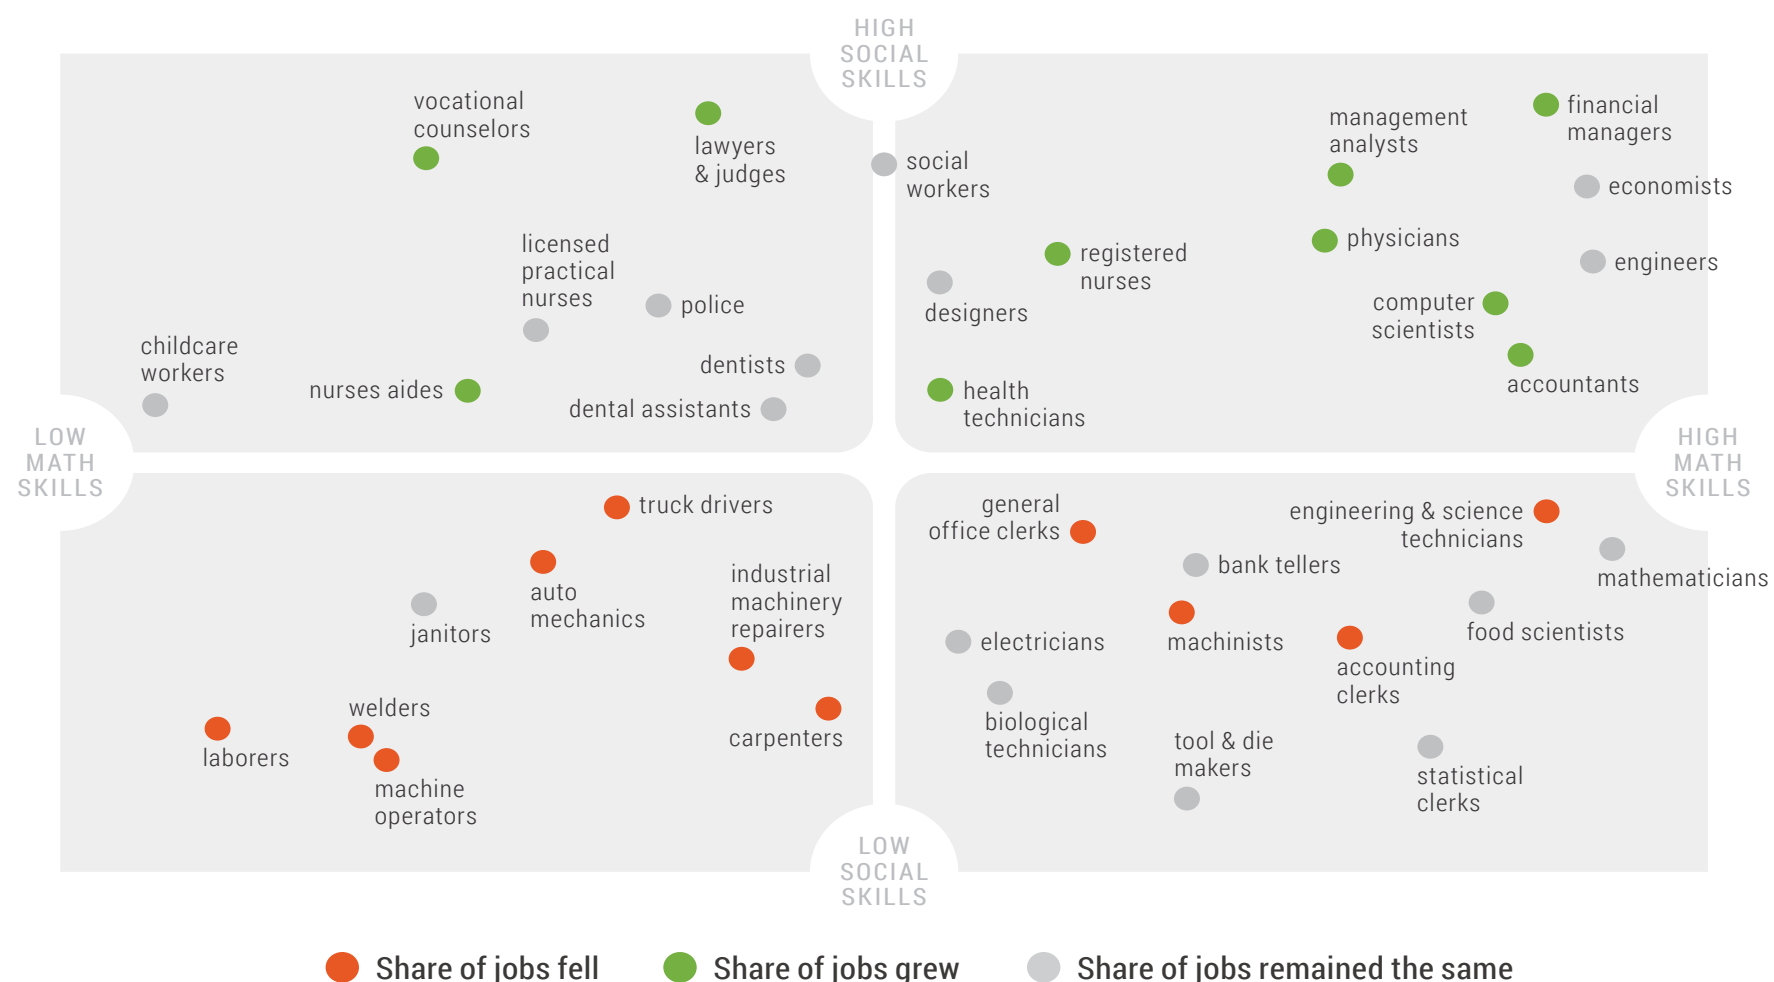 HIGH
SOCIAL
SKILLS
vocational
counselors
lawyers
& judges
social
workers
management
analysts
financial
managers
economists
licensed
practical
nurses
police
registered
nurses
physicians
engineers
designers
computer
scientists
childcare
workers
nurses aides
dentists
dental assistants
health
technicians
accountants
LOW
MATH
SKILLS
HIGH
MATH
SKILLS
truck drivers
auto
mechanics
industrial
machinery
repairers
janitors
welders
laborers
machine
operators
carpenters
general
office clerks
engineering & science
technicians
bank tellers
mathematicians
machinists
food scientists
electricians
accounting
clerks
biological
technicians
tool & die
makers
statistical
clerks
LOW
SOCIAL
SKILLS
Share of jobs fell
Share of jobs grew
Share of jobs remained the same